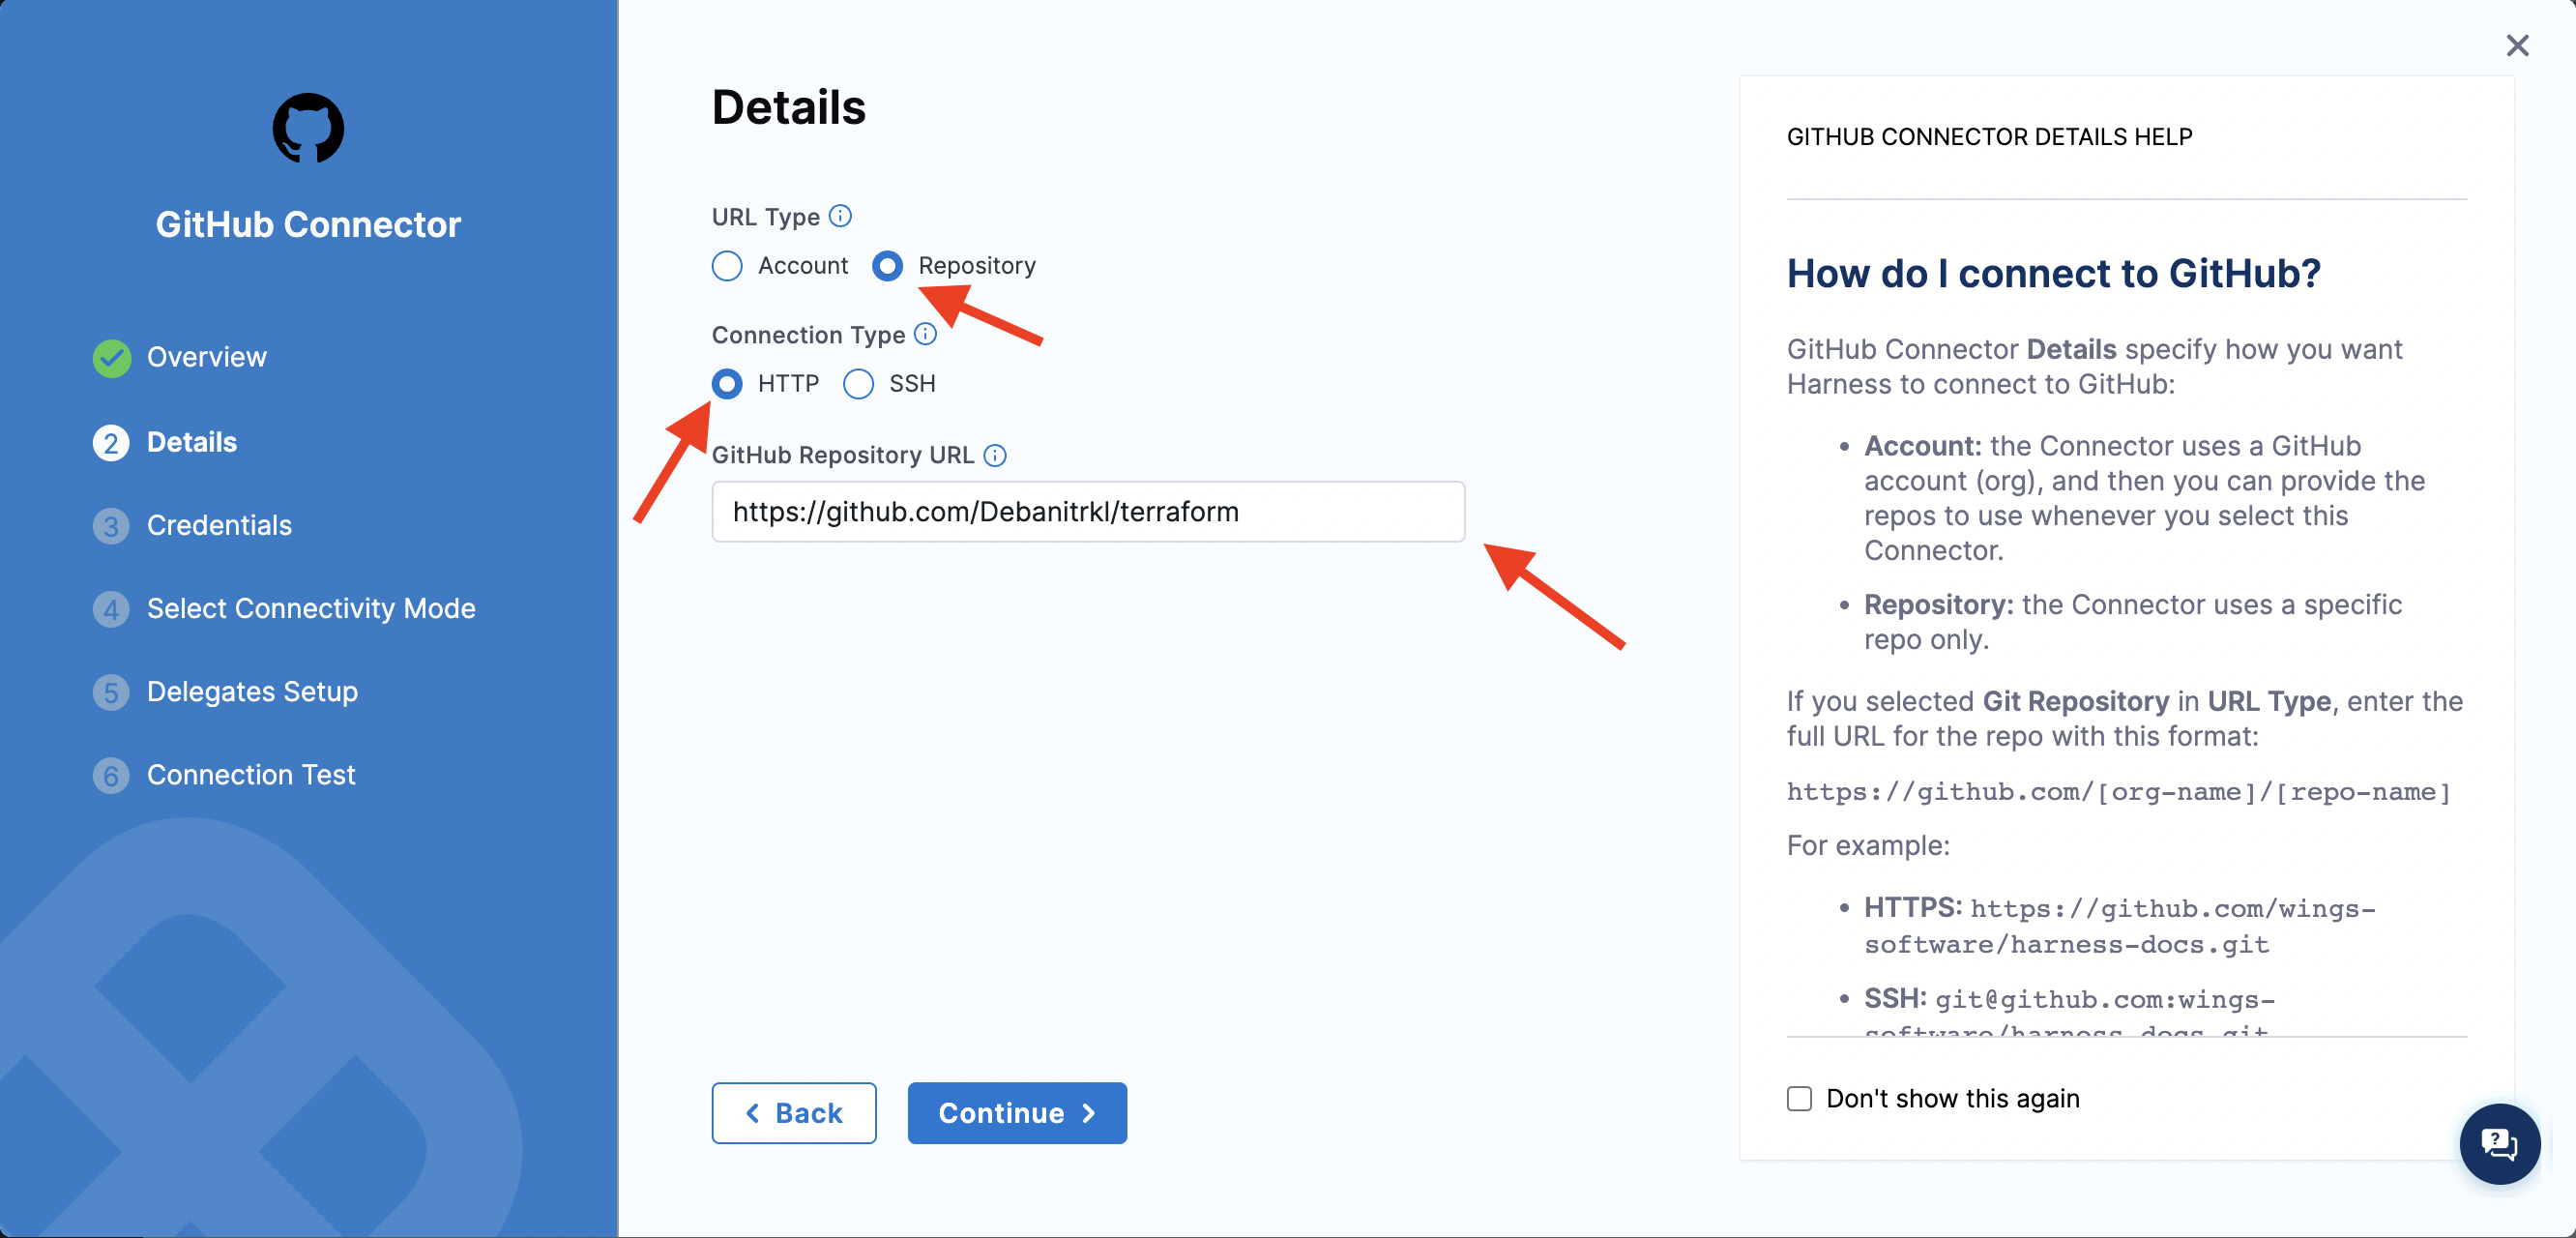 GitHub Connector
Overview
2 Details
3 Credentials
4 Select Connectivity Mode
5 Delegates Setup
6 Connection Test
Details
URL Type
Account Repository
Connection Type
HTTP SSH
GitHub Repository URL
https://github.com/Debanitrkl/terraform
Back Continue
GITHUB CONNECTOR DETAILS HELP
How do I connect to GitHub?
GitHub Connector Details specify how you want
Harness to connect to GitHub:
• Account: the Connector uses a GitHub
account (org), and then you can provide the
repos to use whenever you select this
Connector.
• Repository: the Connector uses a specific
repo only.
If you selected Git Repository in URL Type, enter the
full URL for the repo with this format:
https://github.com/[org-name]/[repo-name]
For example:
• HTTPS: https://github.com/wings-
software/harness-docs.git
• SSH: git@github.com:wings-
software/harness-docs.git
Don't show this again